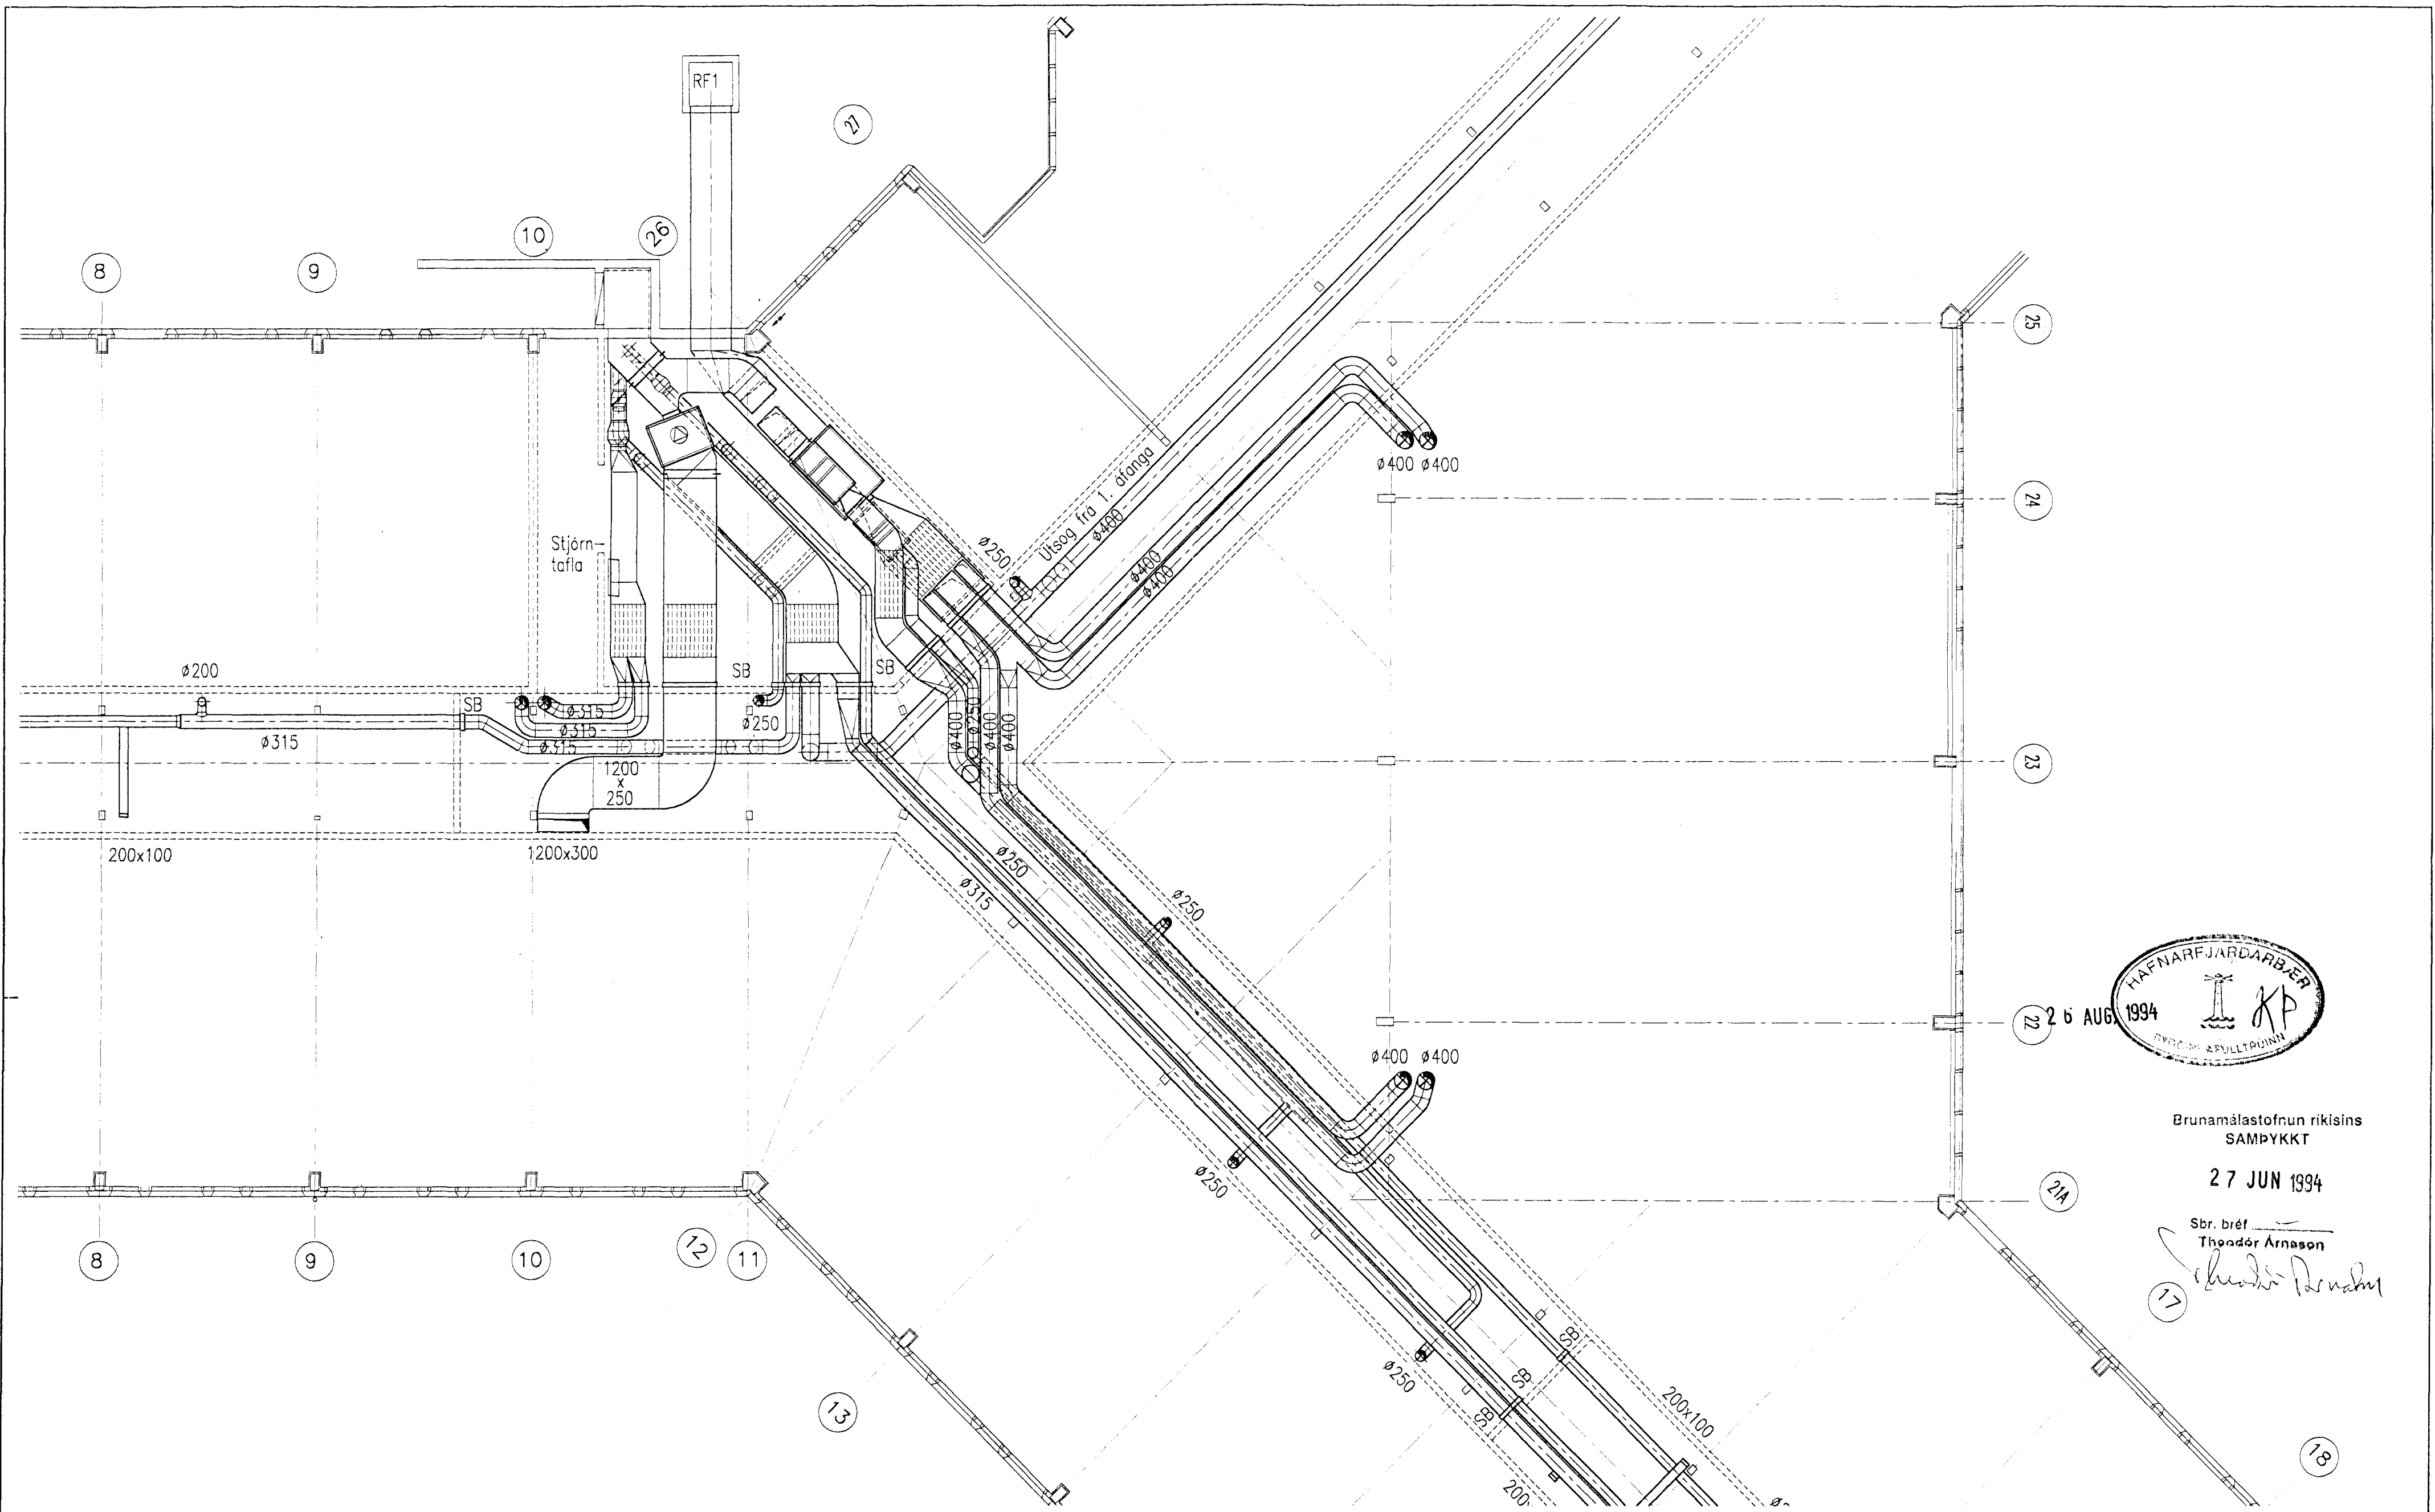 RF1
27
10
26
8
9
25
ø400 ø400
24
Útsog frá 1. áfanga
ø400
ø250
ø400
ø400
Stjórn-
tafla
SB
SB
ø200
SB
ø315
ø315
ø315
ø315
ø250
ø400
ø250
ø400
ø400
1200
x
250
23
200x100
1200x300
ø250
ø315
ø250
HAFNARFJARÐARBÆR
KÞ
22
26 AUG. 1994
ø400 ø400
Brunamálastofnun ríkisins
SAMÞYKKT
27 JUN 1994
Sbr. bréf
Theodór Árnason
21A
ø250
8
9
10
12
11
17
13
ø250
SB
SB
SB
200x100
18